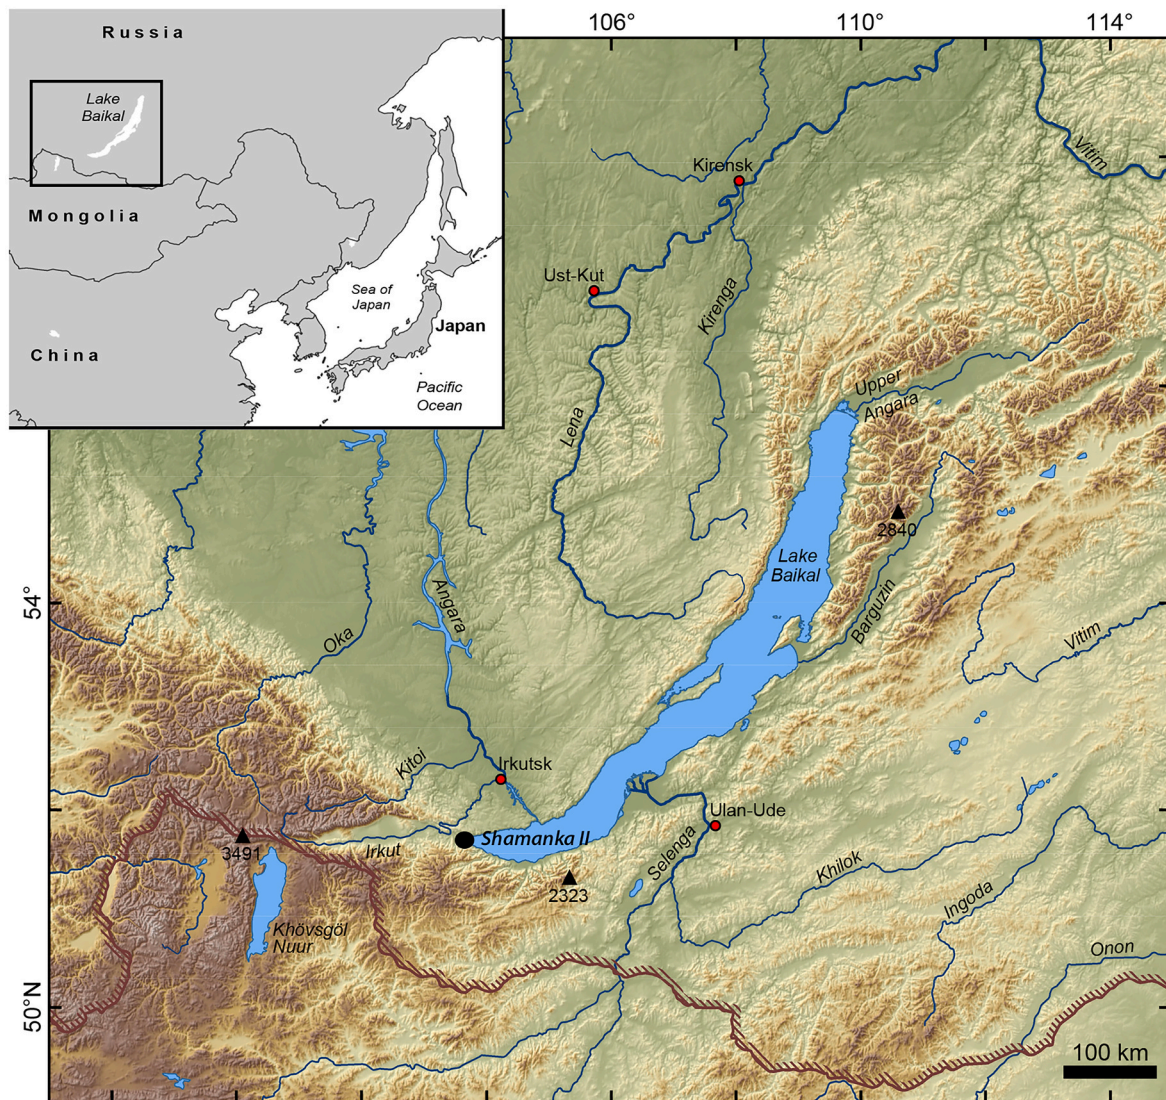 106°
110°
114°
Russia
Lake
Baikal
Mongolia
Sea of
Japan
Japan
China
Pacific
Ocean
Vitim
Kirensk
Ust-Kut
Kirenga
Upper
Angara
Lena
2840
Lake
Baikal
54°
Angara
Barguzin
Oka
Vitim
Kitoi
Irkutsk
Ulan-Ude
Shamanka II
3491
Irkut
Selenga
2323
Khilok
Ingoda
Khövsgöl
Nuur
Onon
50°N
100 km